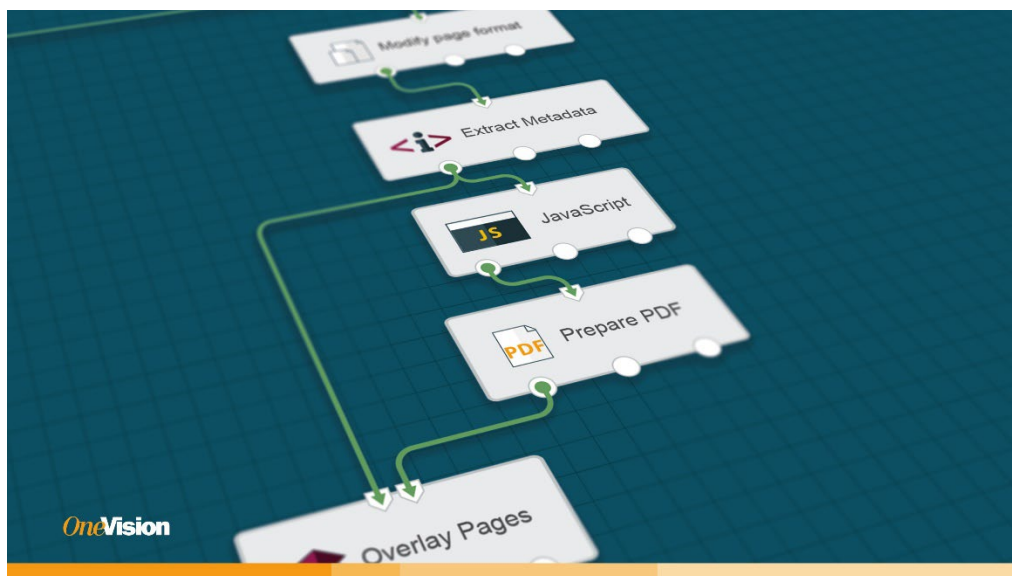 Modify page format
<i>
Extract Metadata
JS
JavaScript
PDF
Prepare PDF
Overlay Pages
OneVision